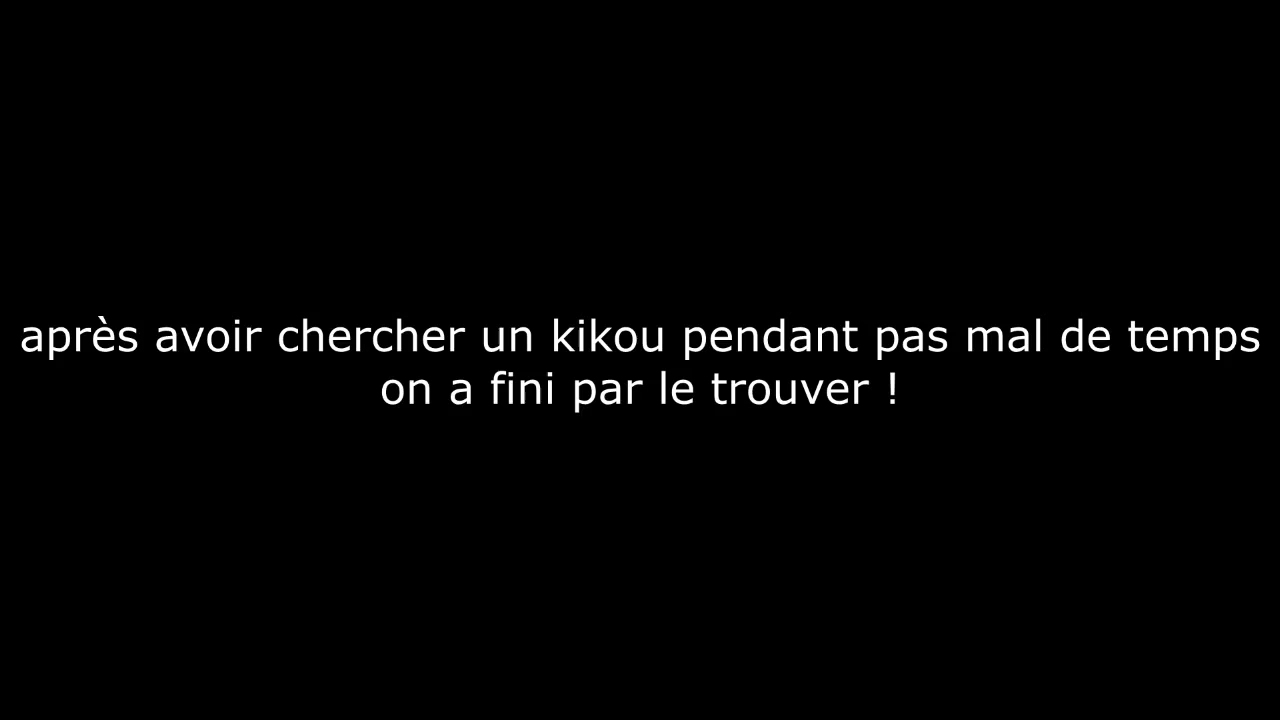 après avoir chercher un kikou pendant pas mal de temps
on a fini par le trouver !